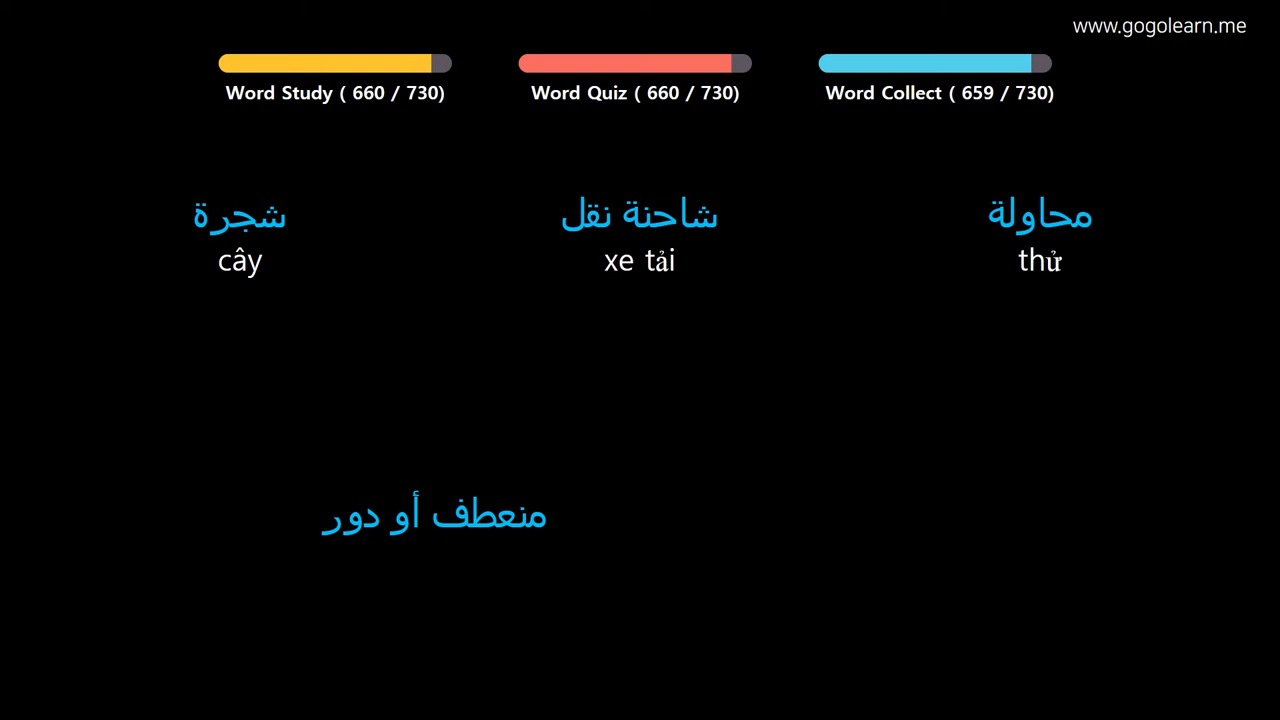 www.gogolearn.me
Word Study ( 660 / 730)
Word Quiz ( 660 / 730)
Word Collect ( 659 / 730)
شجرة
cây
شاحنة نقل
xe tải
محاولة
thử
منعطف أو دور